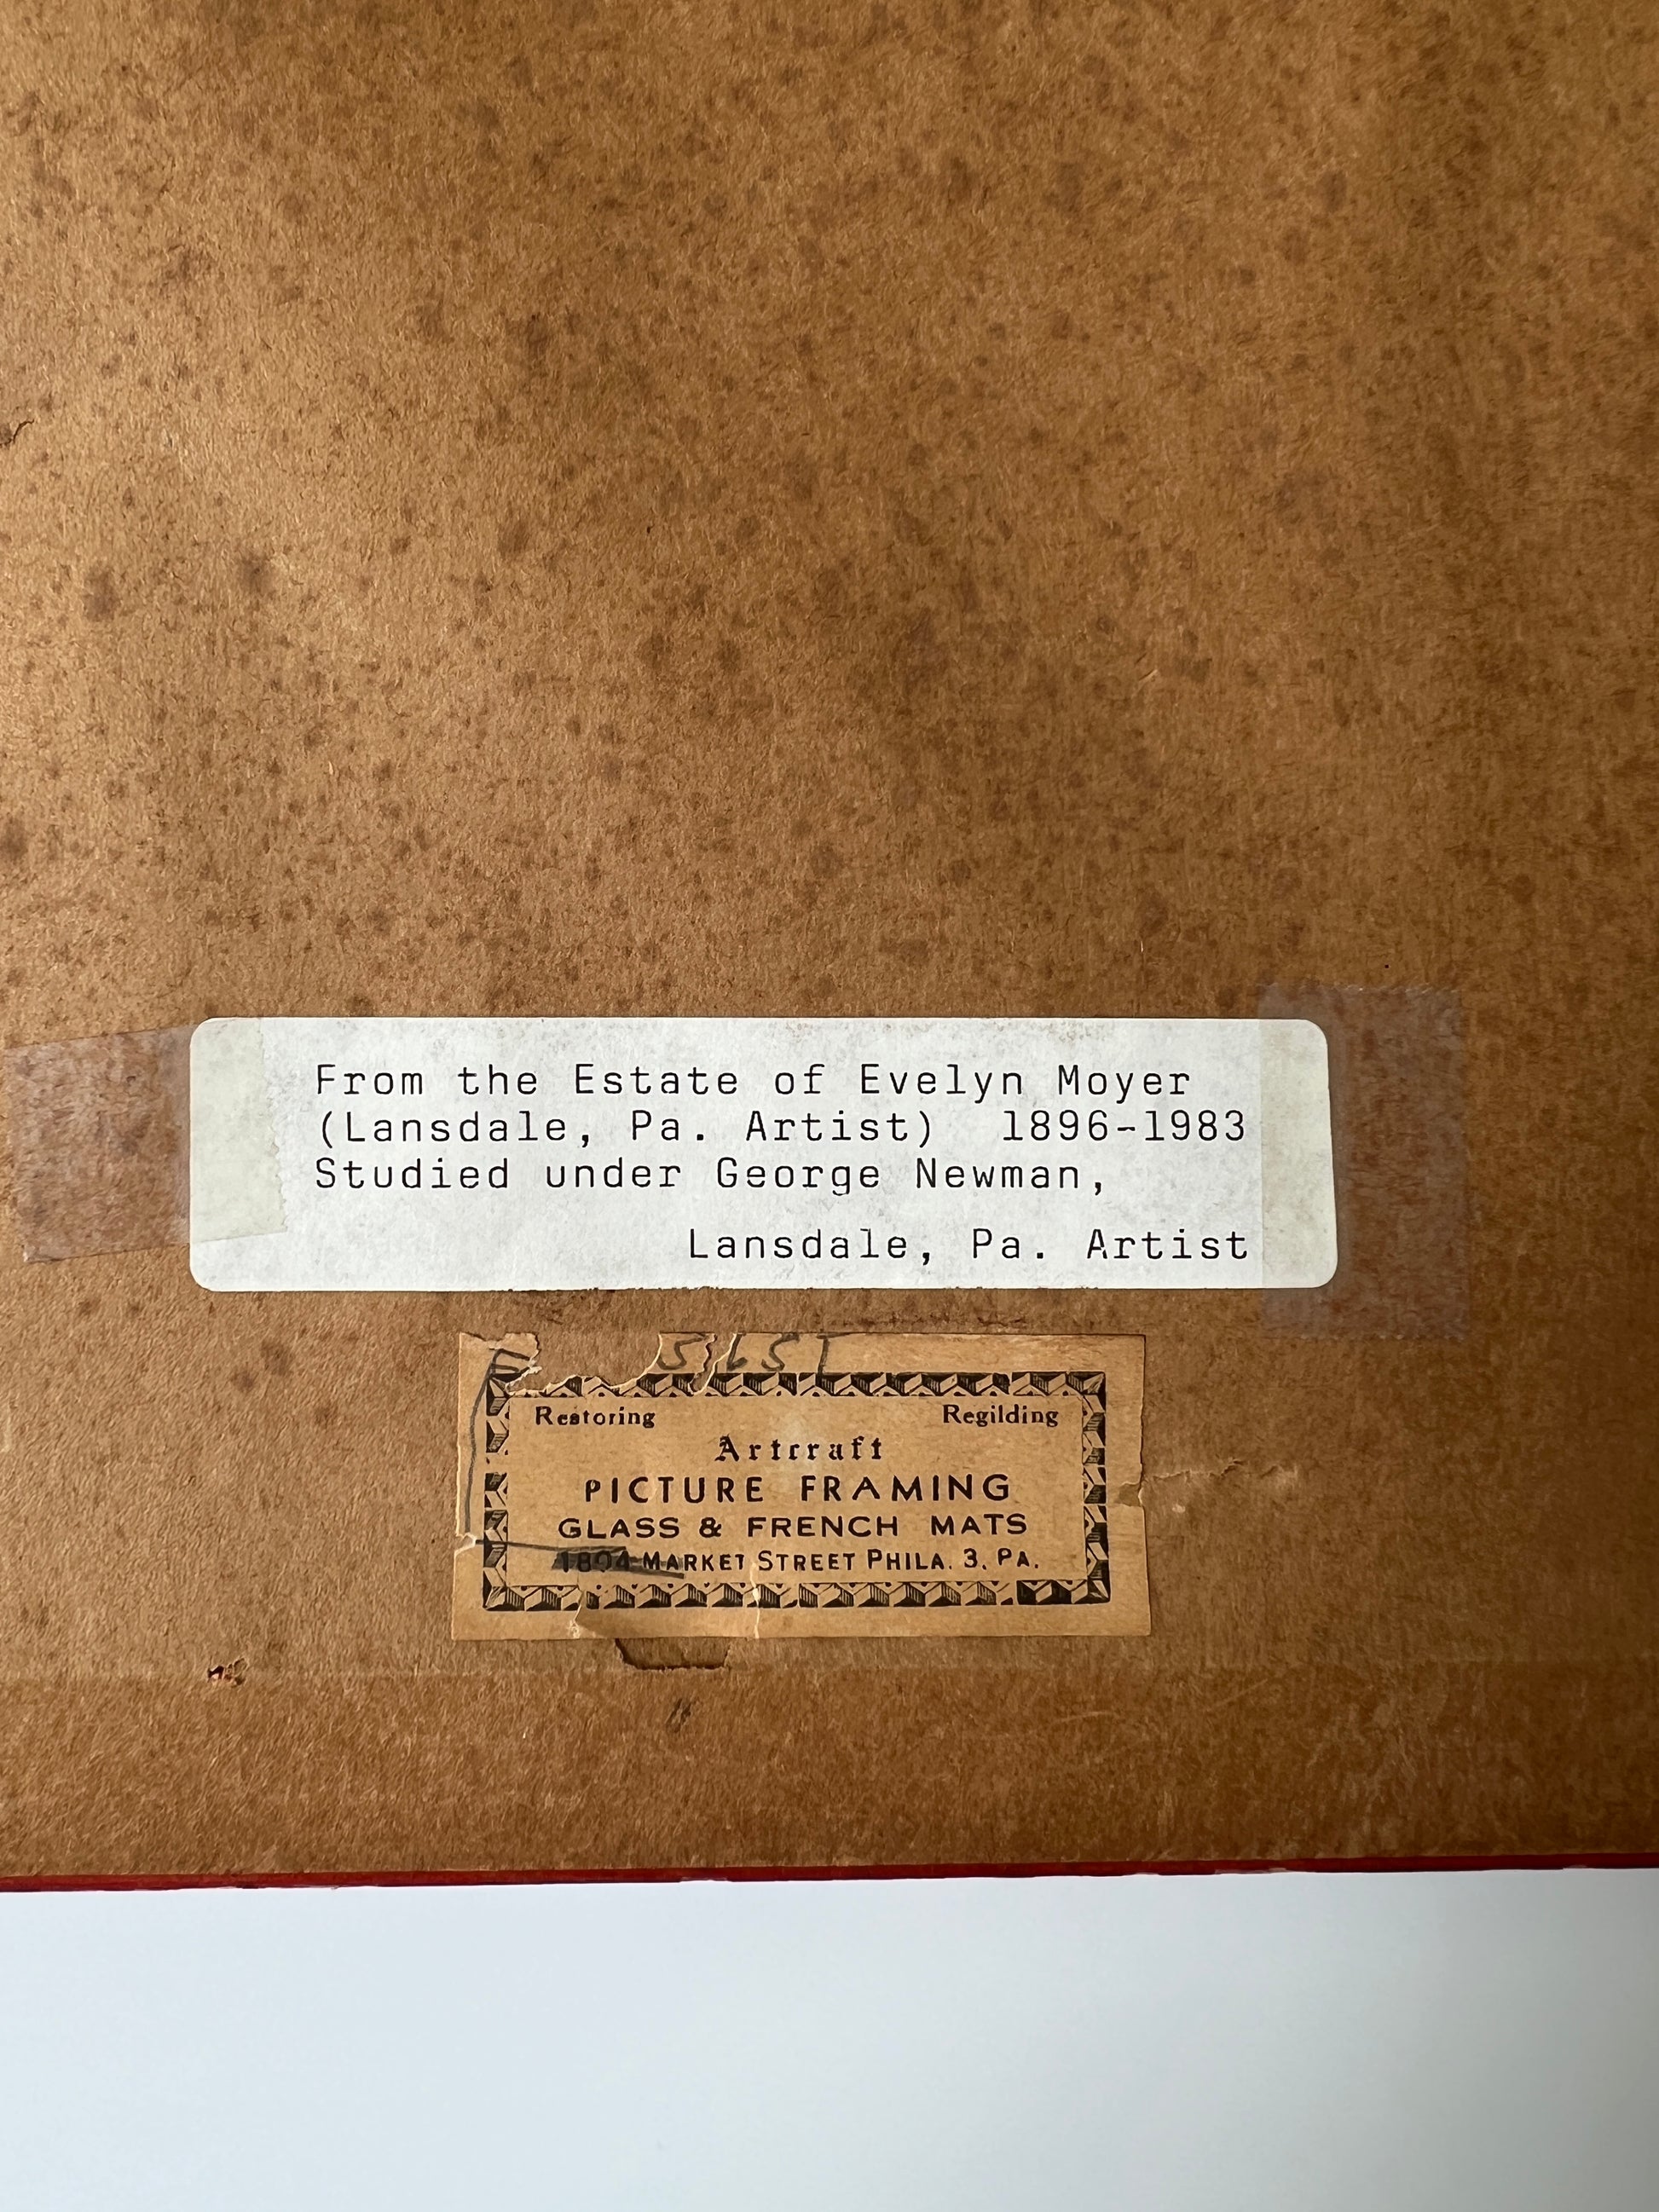 From the Estate of Evelyn Moyer
(Lansdale, Pa. Artist) 1896-1983
Studied under George Newman,
Lansdale, Pa. Artist
Restoring Regilding
Artcraft
PICTURE FRAMING
GLASS & FRENCH MATS
1804 MARKET STREET PHILA. 3, PA.